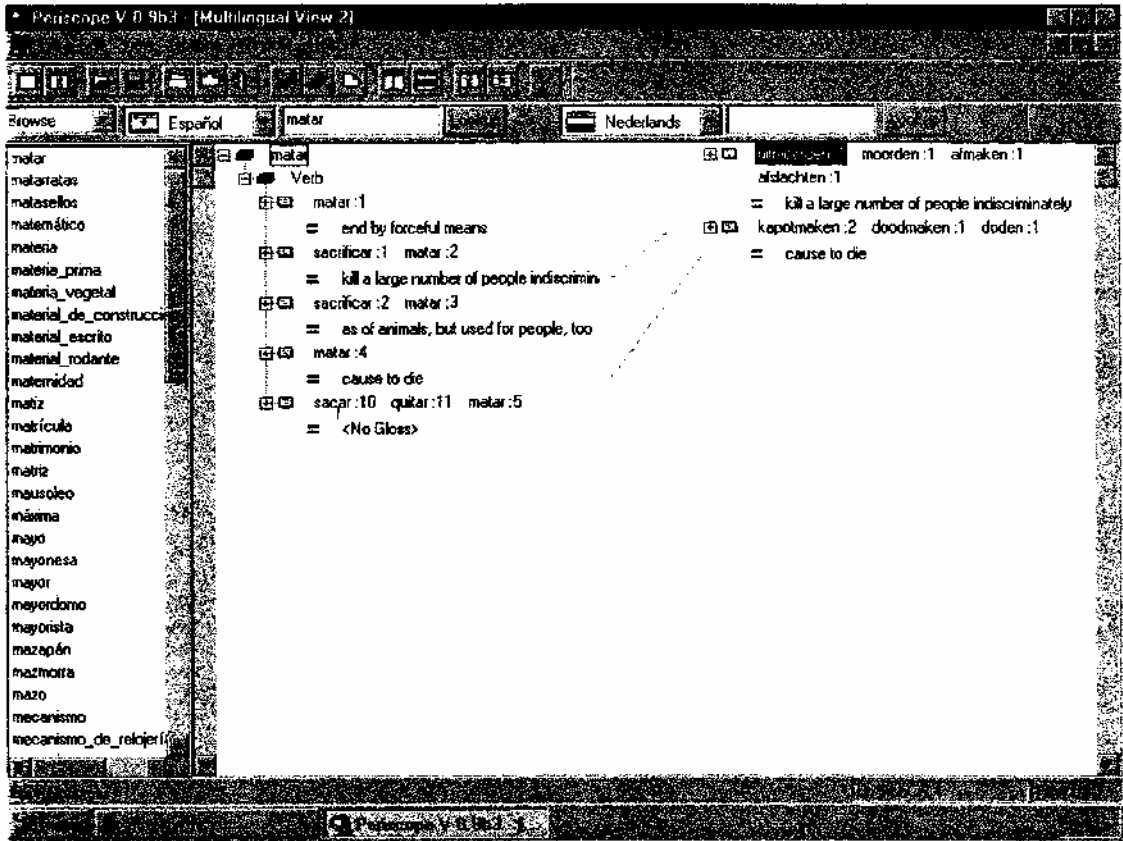 Periscope V 0.9b3 - [Multilingual View 2]
Browse Español matar Nederlands
matar
matarratas
matasellos
matemático
materia
materia_prima
materia_vegetal
material_de_construcci
material_escrito
material_rodante
maternidad
matiz
matrícula
matrimonio
matriz
mausoleo
máxima
mayo
mayonesa
mayor
mayordomo
mayorista
mazapán
mazmorra
mazo
mecanismo
mecanismo_de_relojerí
matar
Verb
matar :1
= end by forceful means
sacrificar :1 matar :2
= kill a large number of people indiscrimin
sacrificar :2 matar :3
= as of animals, but used for people, too
matar :4
= cause to die
sacar :10 quitar :11 matar :5
= <No Gloss>
moorden :1 afmaken :1
afslachten :1
= kill a large number of people indiscriminately
kapotmaken :2 doodmaken :1 doden :1
= cause to die
Periscope V 0.9b3 -